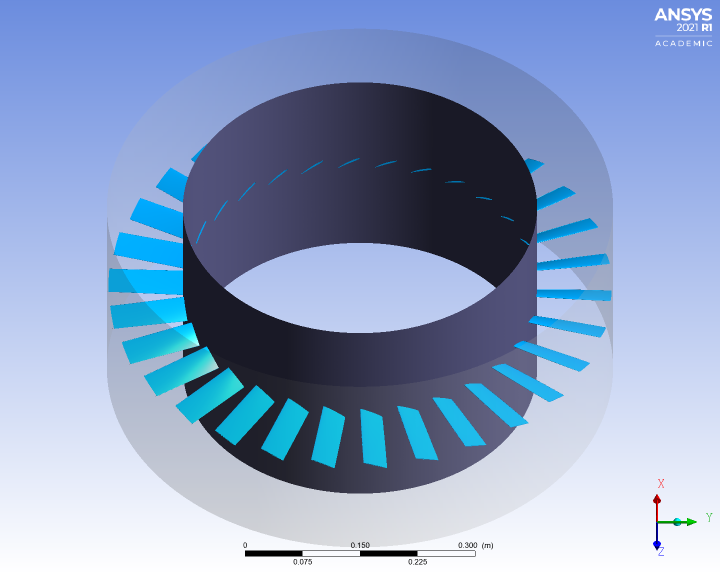 ANSYS
2021 R1
ACADEMIC
X
Y
Z
0 0.150 0.300 (m)
0.075 0.225